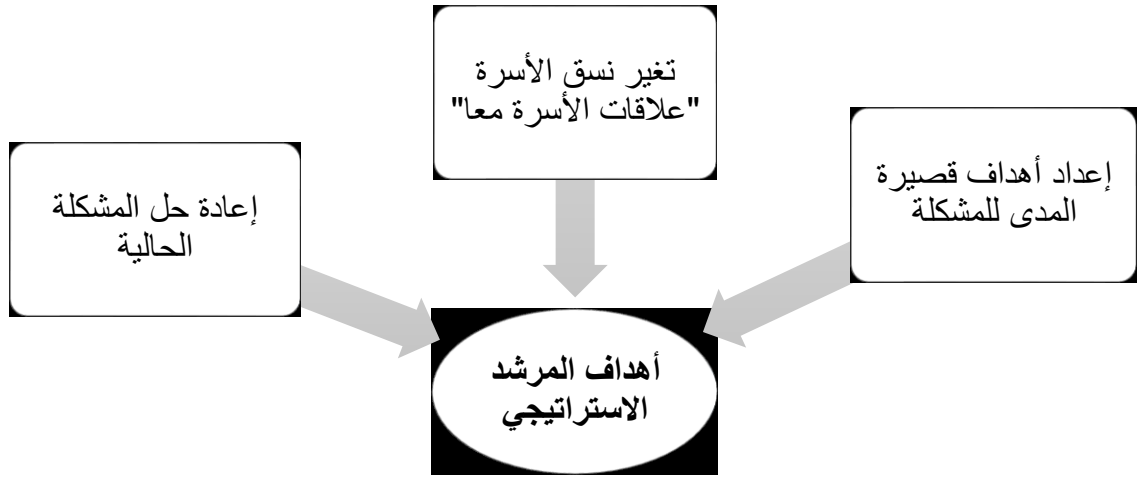 تغير نسق الأسرة
"علاقات الأسرة معا"
إعداد أهداف قصيرة
المدى للمشكلة
إعادة حل المشكلة
الحالية
أهداف المرشد
الاستراتيجي